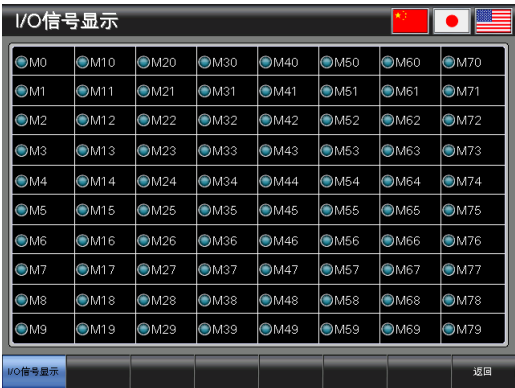 I/O信号显示
M0 M10 M20 M30 M40 M50 M60 M70
M1 M11 M21 M31 M41 M51 M61 M71
M2 M12 M22 M32 M42 M52 M62 M72
M3 M13 M23 M33 M43 M53 M63 M73
M4 M14 M24 M34 M44 M54 M64 M74
M5 M15 M25 M35 M45 M55 M65 M75
M6 M16 M26 M36 M46 M56 M66 M76
M7 M17 M27 M37 M47 M57 M67 M77
M8 M18 M28 M38 M48 M58 M68 M78
M9 M19 M29 M39 M49 M59 M69 M79
I/O信号显示 返回